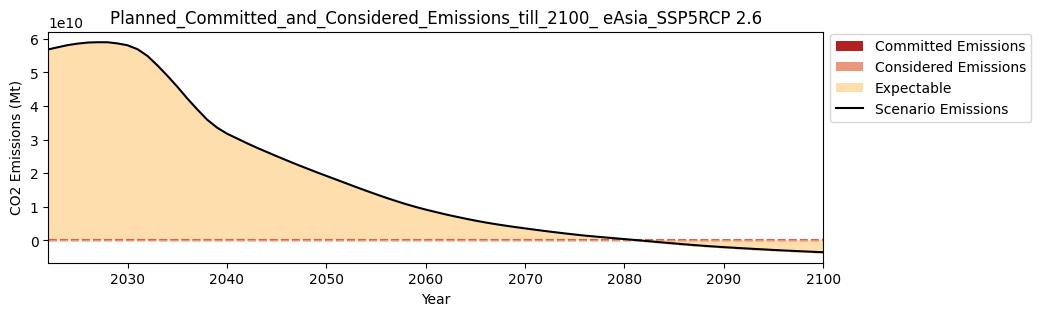 Planned_Committed_and_Considered_Emissions_till_2100_ eAsia_SSP5RCP 2.6
1e10
6
5
4
3
2
1
0
CO2 Emissions (Mt)
2030 2040 2050 2060 2070 2080 2090 2100
Year
Committed Emissions
Considered Emissions
Expectable
Scenario Emissions